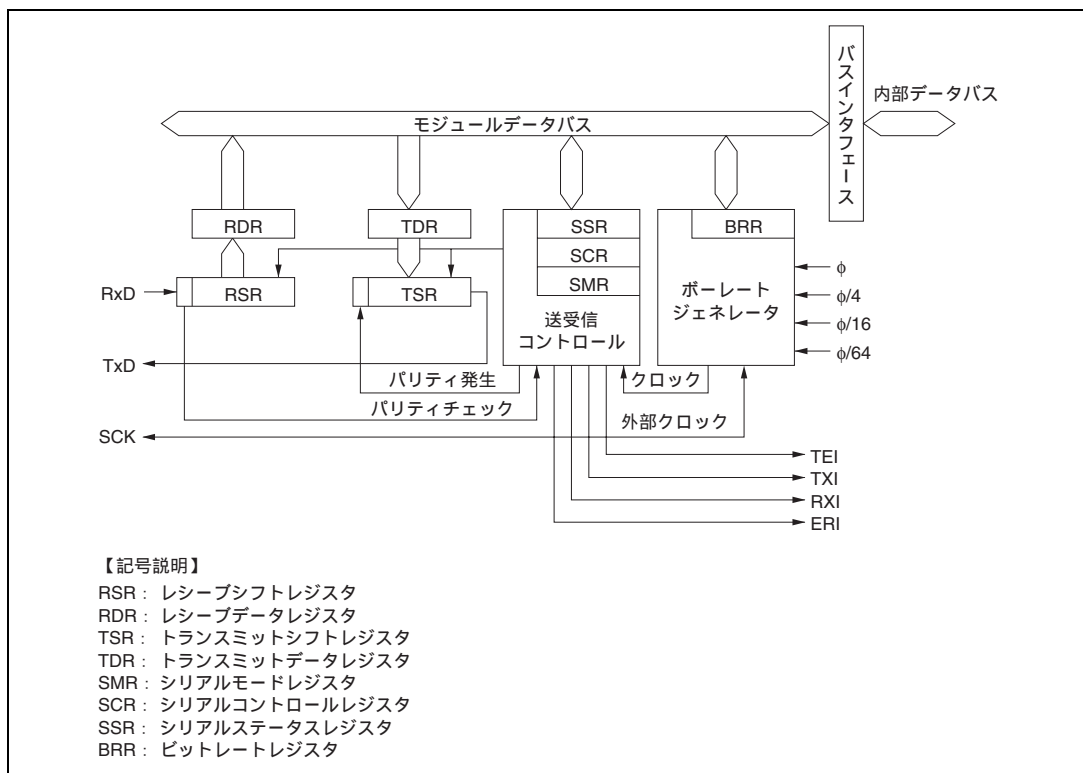 バスインタフェース
内部データバス
モジュールデータバス
RDR
TDR
SSR
BRR
SCR
SMR
RxD
RSR
TSR
送受信
コントロール
ボーレート
ジェネレータ
φ
φ/4
φ/16
φ/64
TxD
パリティ発生
クロック
パリティチェック
外部クロック
SCK
TEI
TXI
RXI
ERI
【記号説明】
RSR : レシーブシフトレジスタ
RDR : レシーブデータレジスタ
TSR : トランスミットシフトレジスタ
TDR : トランスミットデータレジスタ
SMR : シリアルモードレジスタ
SCR : シリアルコントロールレジスタ
SSR : シリアルステータスレジスタ
BRR : ビットレートレジスタ